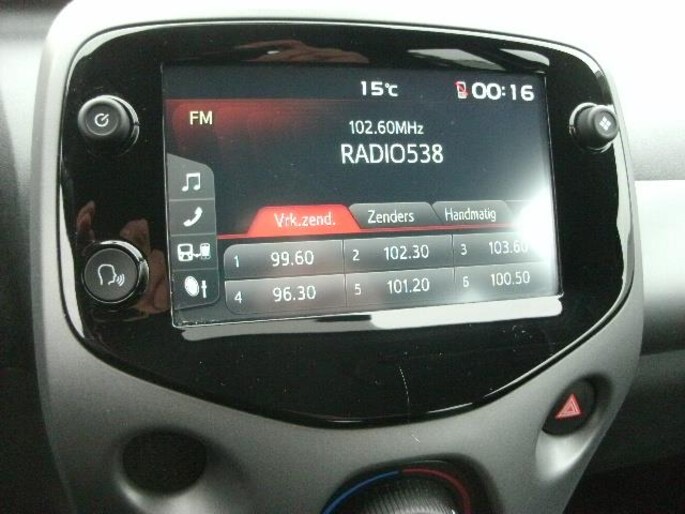 15℃ 00:16
FM
102.60MHz
RADIO538
Vrk.zend. Zenders Handmatig
1 99.60 2 102.30 3 103.60
4 96.30 5 101.20 6 100.50